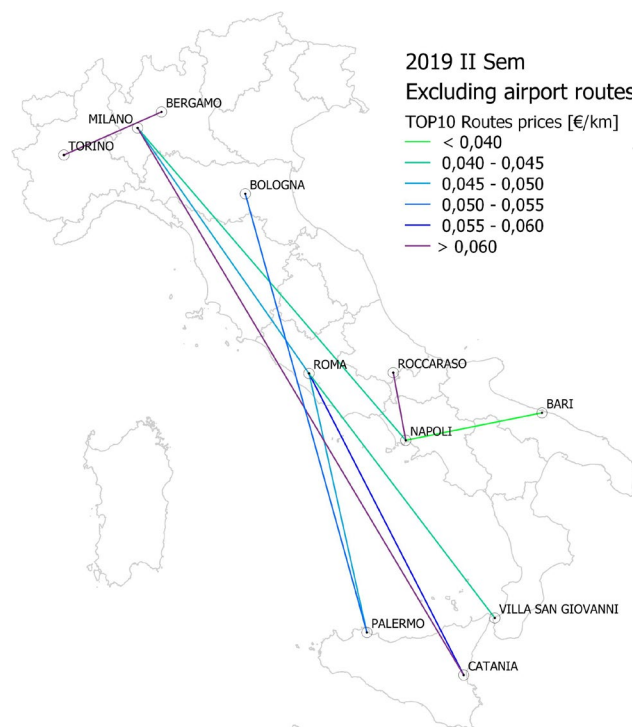 2019 II Sem
Excluding airport routes
TOP10 Routes prices [€/km]
< 0,040
0,040 - 0,045
0,045 - 0,050
0,050 - 0,055
0,055 - 0,060
> 0,060
BERGAMO
MILANO
TORINO
BOLOGNA
ROMA
ROCCARASO
BARI
NAPOLI
VILLA SAN GIOVANNI
PALERMO
CATANIA